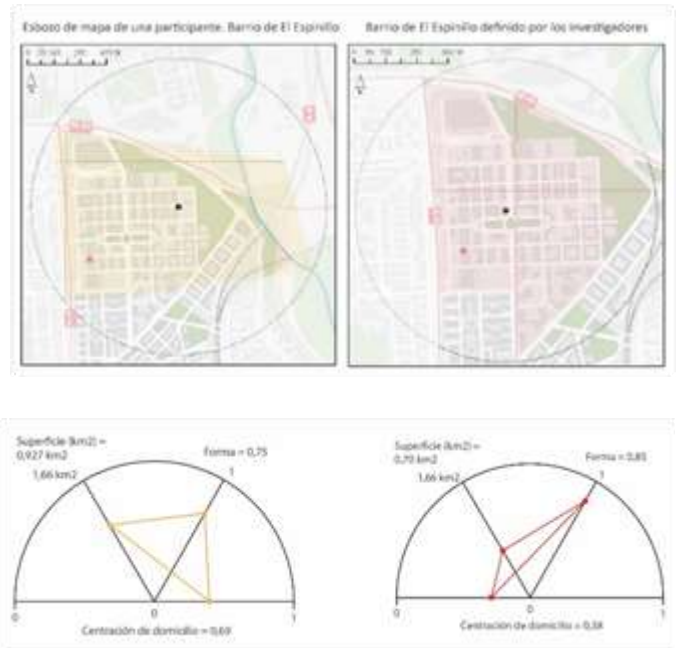 Esbozo de mapa de una participante. Barrio de El Espinillo
Barrio de El Espinillo definido por los investigadores
Superficie (km2) =
0,927 km2
1,66 km2
Forma = 0,75
1
0
0
1
Centración de domicilio = 0,69
Superficie (km2) =
0,70 km2
1,66 km2
Forma = 0,85
1
0
0
1
Centración de domicilio = 0,38